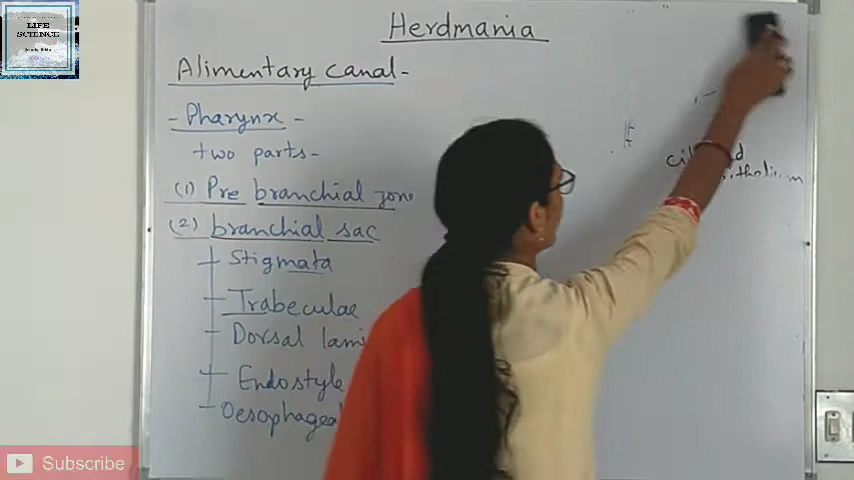 LIFE
SCIENCE
Herdmania
Alimentary canal-
- Pharynx -
two parts-
(1) Pre branchial zone
(2) branchial sac
Stigmata
Trabeculae
Dorsal lami
Endostyle
Oesophageal
Subscribe